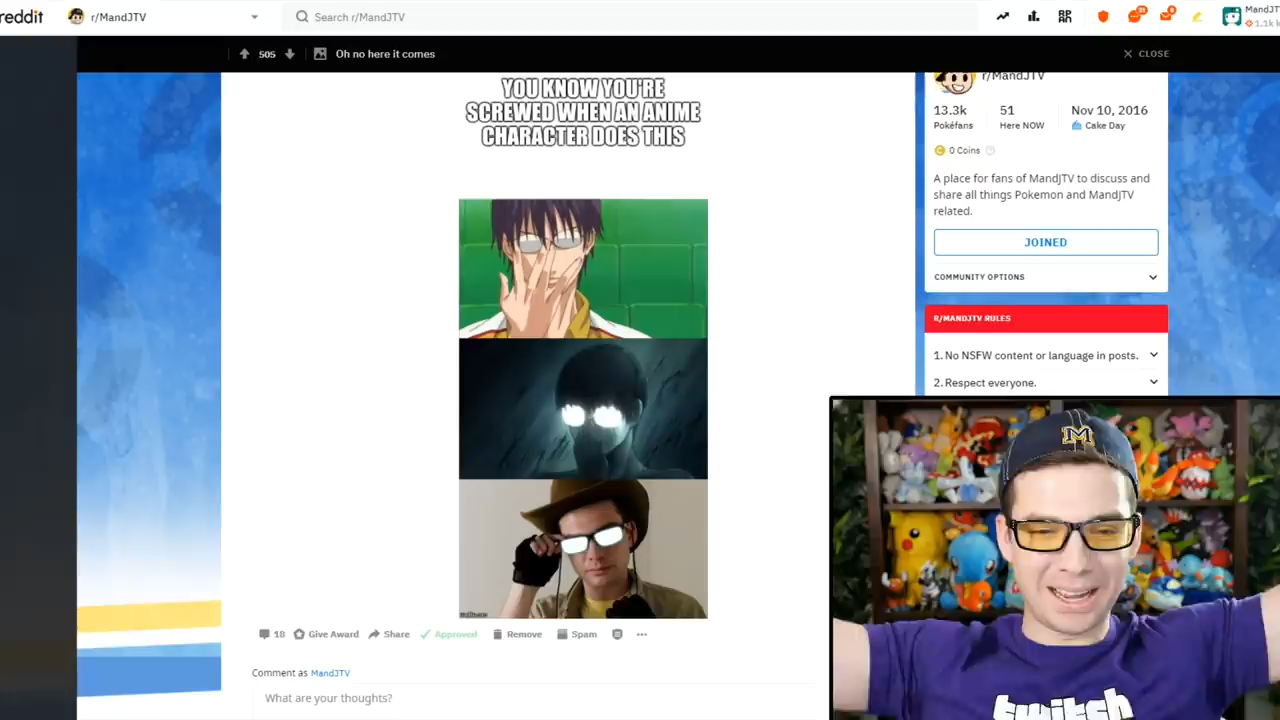 reddit
r/MandJTV
Search r/MandJTV
MandJT
1.1k k
505
Oh no here it comes
CLOSE
YOU KNOW YOU'RE
SCREWED WHEN AN ANIME
CHARACTER DOES THIS
r/MandJTV
13.3k
51
Nov 10, 2016
Pokéfans
Here NOW
Cake Day
0 Coins
A place for fans of MandJTV to discuss and
share all things Pokemon and MandJTV
related.
JOINED
COMMUNITY OPTIONS
R/MANDJTV RULES
1. No NSFW content or language in posts.
2. Respect everyone.
M
18
Give Award
Share
Approved
Remove
Spam
Comment as MandJTV
What are your thoughts?
twitch